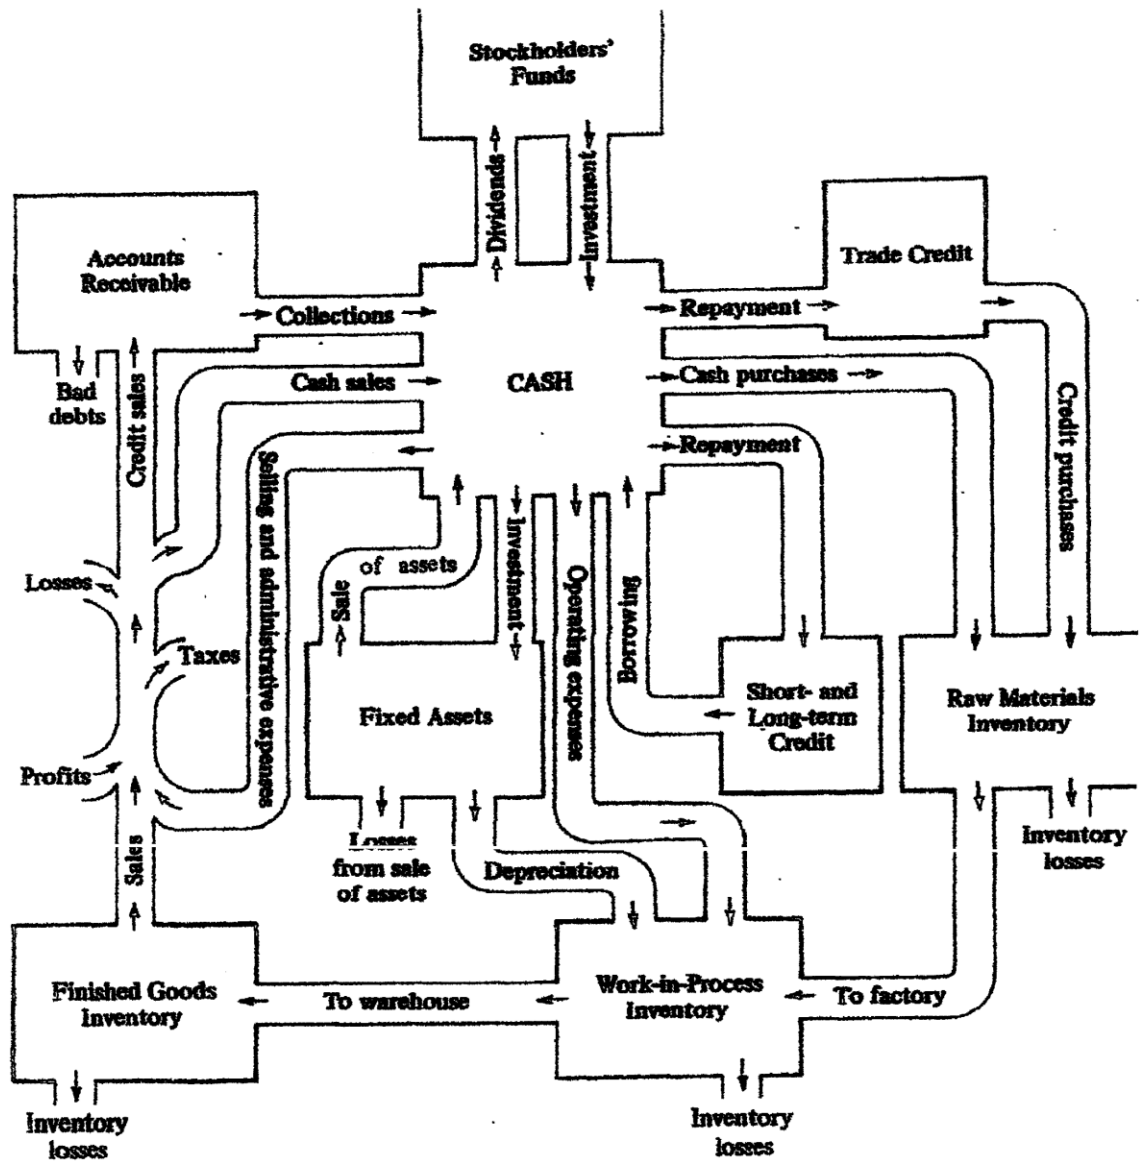 Stockholders'
Funds
Dividends
Investment
Accounts
Receivable
Trade Credit
Collections
Repayment
Bad
debts
Credit sales
Cash sales
CASH
Cash purchases
Repayment
Credit purchases
Selling and administrative expenses
Losses
Sale
of assets
Investment
Operating expenses
Borrowing
Taxes
Fixed Assets
Short- and
Long-term
Credit
Raw Materials
Inventory
Profits
Sales
Losses
from sale
of assets
Depreciation
Inventory
losses
Finished Goods
Inventory
To warehouse
Work-in-Process
Inventory
To factory
Inventory
losses
Inventory
losses